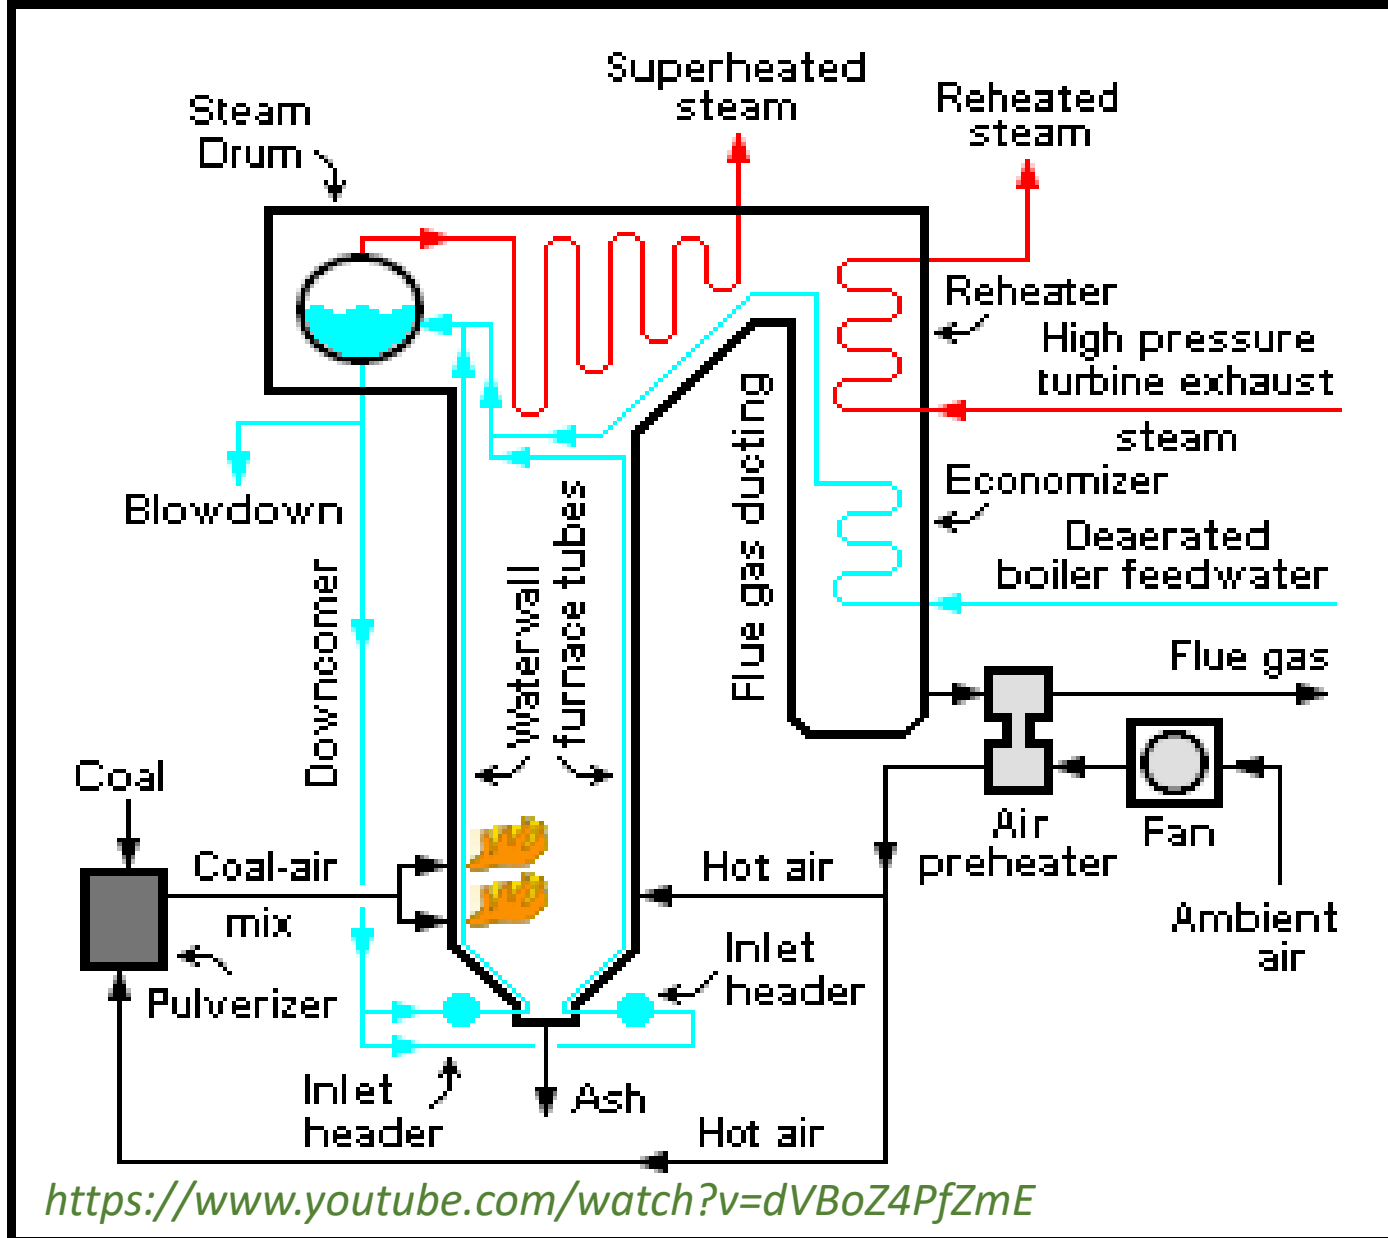 Superheated
steam
Reheated
steam
Steam
Drum
Reheater
High pressure
turbine exhaust
steam
Economizer
Deaerated
boiler feedwater
Blowdown
Downcomer
Waterwall
furnace tubes
Flue gas ducting
Flue gas
Coal
Coal-air
mix
Hot air
Air
preheater
Fan
Ambient
air
Pulverizer
Inlet
header
Inlet
header
Ash
Hot air
https://www.youtube.com/watch?v=dVBoZ4PfZmE